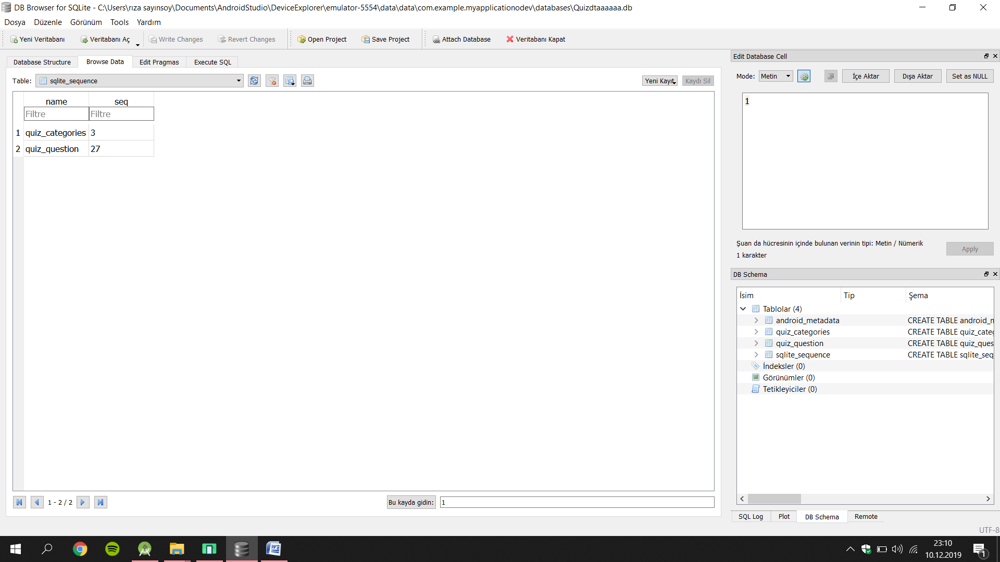 DB Browser for SQLite - C:\Users\rıza sayınsoy\Documents\AndroidStudio\DeviceExplorer\emulator-5554\data\data\com.example.myapplicationodev\databases\Quizdtaaaaaa.db
Dosya Düzenle Görünüm Tools Yardım
Yeni Veritabanı Veritabanı Aç Write Changes Revert Changes Open Project Save Project Attach Database Veritabanı Kapat
Database Structure Browse Data Edit Pragmas Execute SQL
Table: sqlite_sequence Yeni Kayıt Kaydı Sil
name seq
Filtre Filtre
1 quiz_categories 3
2 quiz_question 27
1 - 2 / 2 Bu kayda gidin: 1
Edit Database Cell
Mode: Metin İçe Aktar Dışa Aktar Set as NULL
1
Şuan da hücresinin içinde bulunan verinin tipi: Metin / Nümerik
1 karakter
Apply
DB Schema
İsim Tip Şema
Tablolar (4)
android_metadata CREATE TABLE android_m
quiz_categories CREATE TABLE quiz_categ
quiz_question CREATE TABLE quiz_ques
sqlite_sequence CREATE TABLE sqlite_seq
İndeksler (0)
Görünümler (0)
Tetikleyiciler (0)
SQL Log Plot DB Schema Remote
UTF-8
23:10
10.12.2019
1